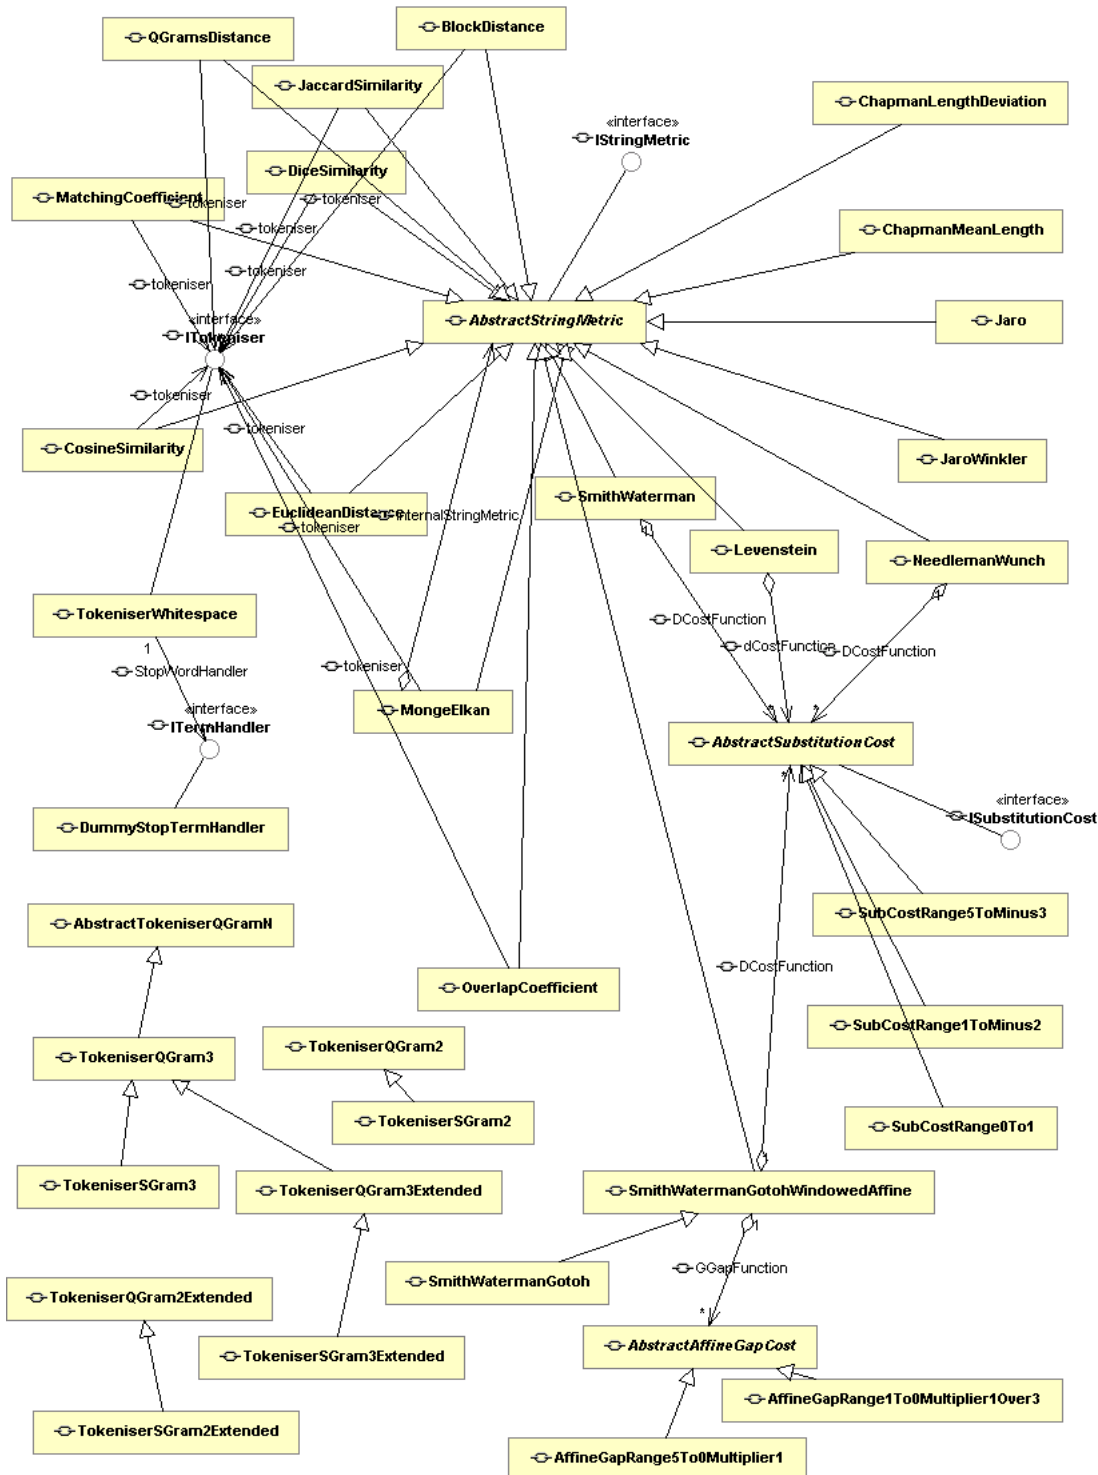 BlockDistance
QGramsDistance
JaccardSimilarity
ChapmanLengthDeviation
«interface»
IStringMetric
DiceSimilarity
MatchingCoefficient
tokeniser
tokeniser
tokeniser
ChapmanMeanLength
tokeniser
tokeniser
«interface»
ITokeniser
AbstractStringMetric
Jaro
tokeniser
tokeniser
CosineSimilarity
JaroWinkler
SmithWaterman
EuclideanDistance
internalStringMetric
tokeniser
1
Levenstein
NeedlemanWunch
1
TokeniserWhitespace
1
DCostFunction
dCostFunction
DCostFunction
StopWordHandler
tokeniser
«interface»
ITermHandler
MongeElkan
*
*
*
AbstractSubstitutionCost
*
«interface»
ISubstitutionCost
DummyStopTermHandler
AbstractTokeniserQGramN
SubCostRange5ToMinus3
DCostFunction
OverlapCoefficient
SubCostRange1ToMinus2
TokeniserQGram2
TokeniserQGram3
TokeniserSGram2
SubCostRange0To1
1
TokeniserSGram3
TokeniserQGram3Extended
SmithWatermanGotohWindowedAffine
1
GGapFunction
SmithWatermanGotoh
TokeniserQGram2Extended
*
AbstractAffineGapCost
TokeniserSGram3Extended
AffineGapRange1To0Multiplier1Over3
TokeniserSGram2Extended
AffineGapRange5To0Multiplier1